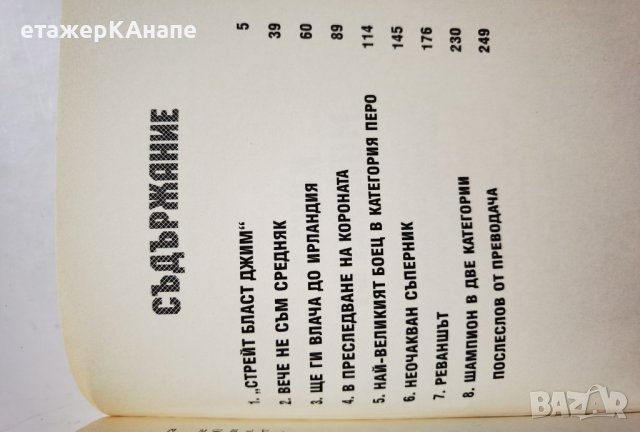 етажерКАнапе
СЪДЪРЖАНИЕ
1. „СТРЕЙТ БЛАСТ ДЖИМ“ 5
2. ВЕЧЕ НЕ СЪМ СРЕДНЯК 39
3. ЩЕ ГИ ВЛАЧА ДО ИРЛАНДИЯ 60
4. В ПРЕСЛЕДВАНЕ НА КОРОНАТА 89
5. НАЙ-ВЕЛИКИЯТ БОЕЦ В КАТЕГОРИЯ ПЕРО 114
6. НЕОЧАКВАН СЪПЕРНИК 145
7. РЕВАНШЪТ 176
8. ШАМПИОН В ДВЕ КАТЕГОРИИ 230
ПОСЛЕСЛОВ ОТ ПРЕВОДАЧА 249
BAZAR